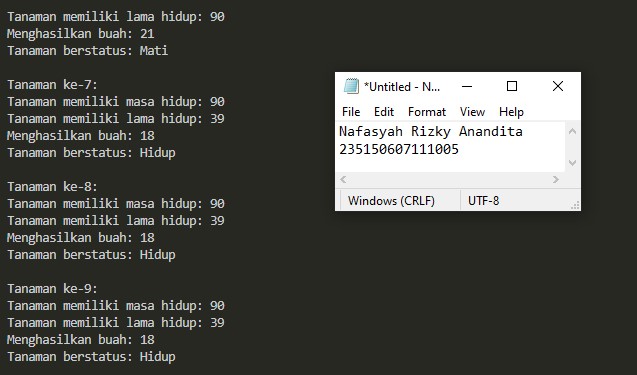 Tanaman memiliki lama hidup: 90
Menghasilkan buah: 21
Tanaman berstatus: Mati
Tanaman ke-7:
Tanaman memiliki masa hidup: 90
Tanaman memiliki lama hidup: 39
Menghasilkan buah: 18
Tanaman berstatus: Hidup
Tanaman ke-8:
Tanaman memiliki masa hidup: 90
Tanaman memiliki lama hidup: 39
Menghasilkan buah: 18
Tanaman berstatus: Hidup
Tanaman ke-9:
Tanaman memiliki masa hidup: 90
Tanaman memiliki lama hidup: 39
Menghasilkan buah: 18
Tanaman berstatus: Hidup
*Untitled - N...
File Edit Format View Help
Nafasyah Rizky Anandita
235150607111005
Windows (CRLF) UTF-8